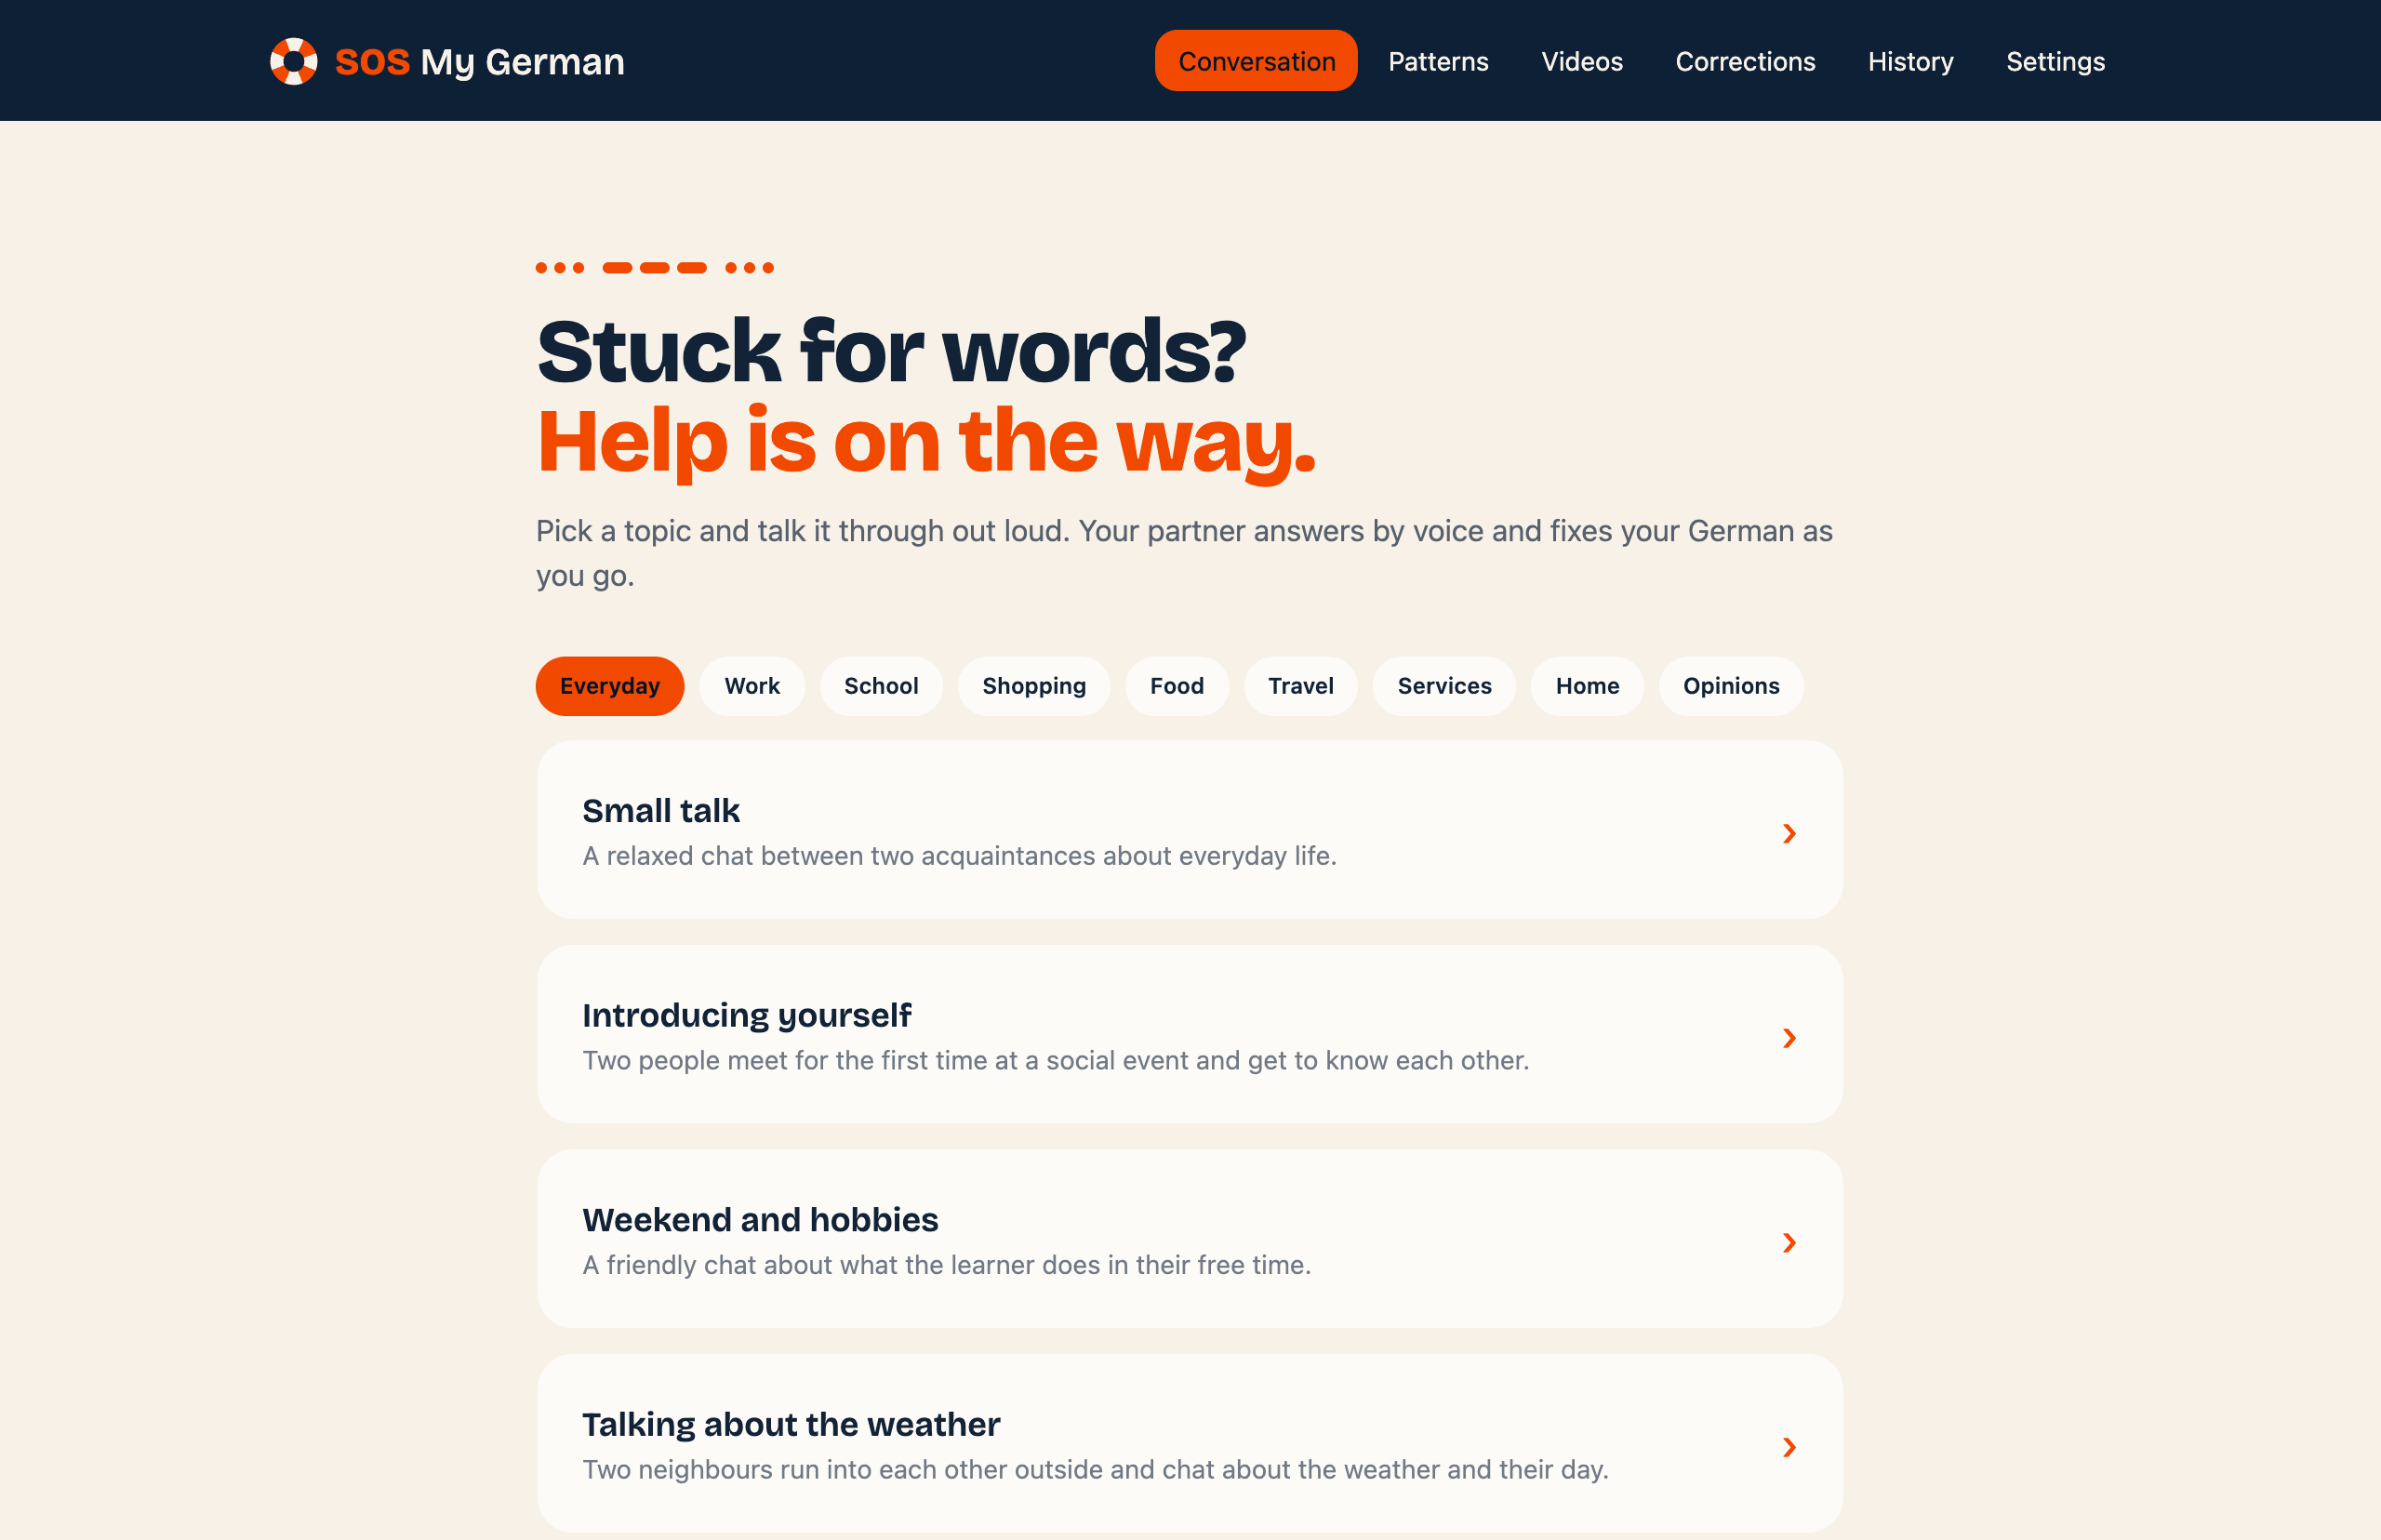 SOS My German
Conversation
Patterns
Videos
Corrections
History
Settings
Stuck for words?
Help is on the way.
Pick a topic and talk it through out loud. Your partner answers by voice and fixes your German as
you go.
Everyday
Work
School
Shopping
Food
Travel
Services
Home
Opinions
Small talk
A relaxed chat between two acquaintances about everyday life.
Introducing yourself
Two people meet for the first time at a social event and get to know each other.
Weekend and hobbies
A friendly chat about what the learner does in their free time.
Talking about the weather
Two neighbours run into each other outside and chat about the weather and their day.